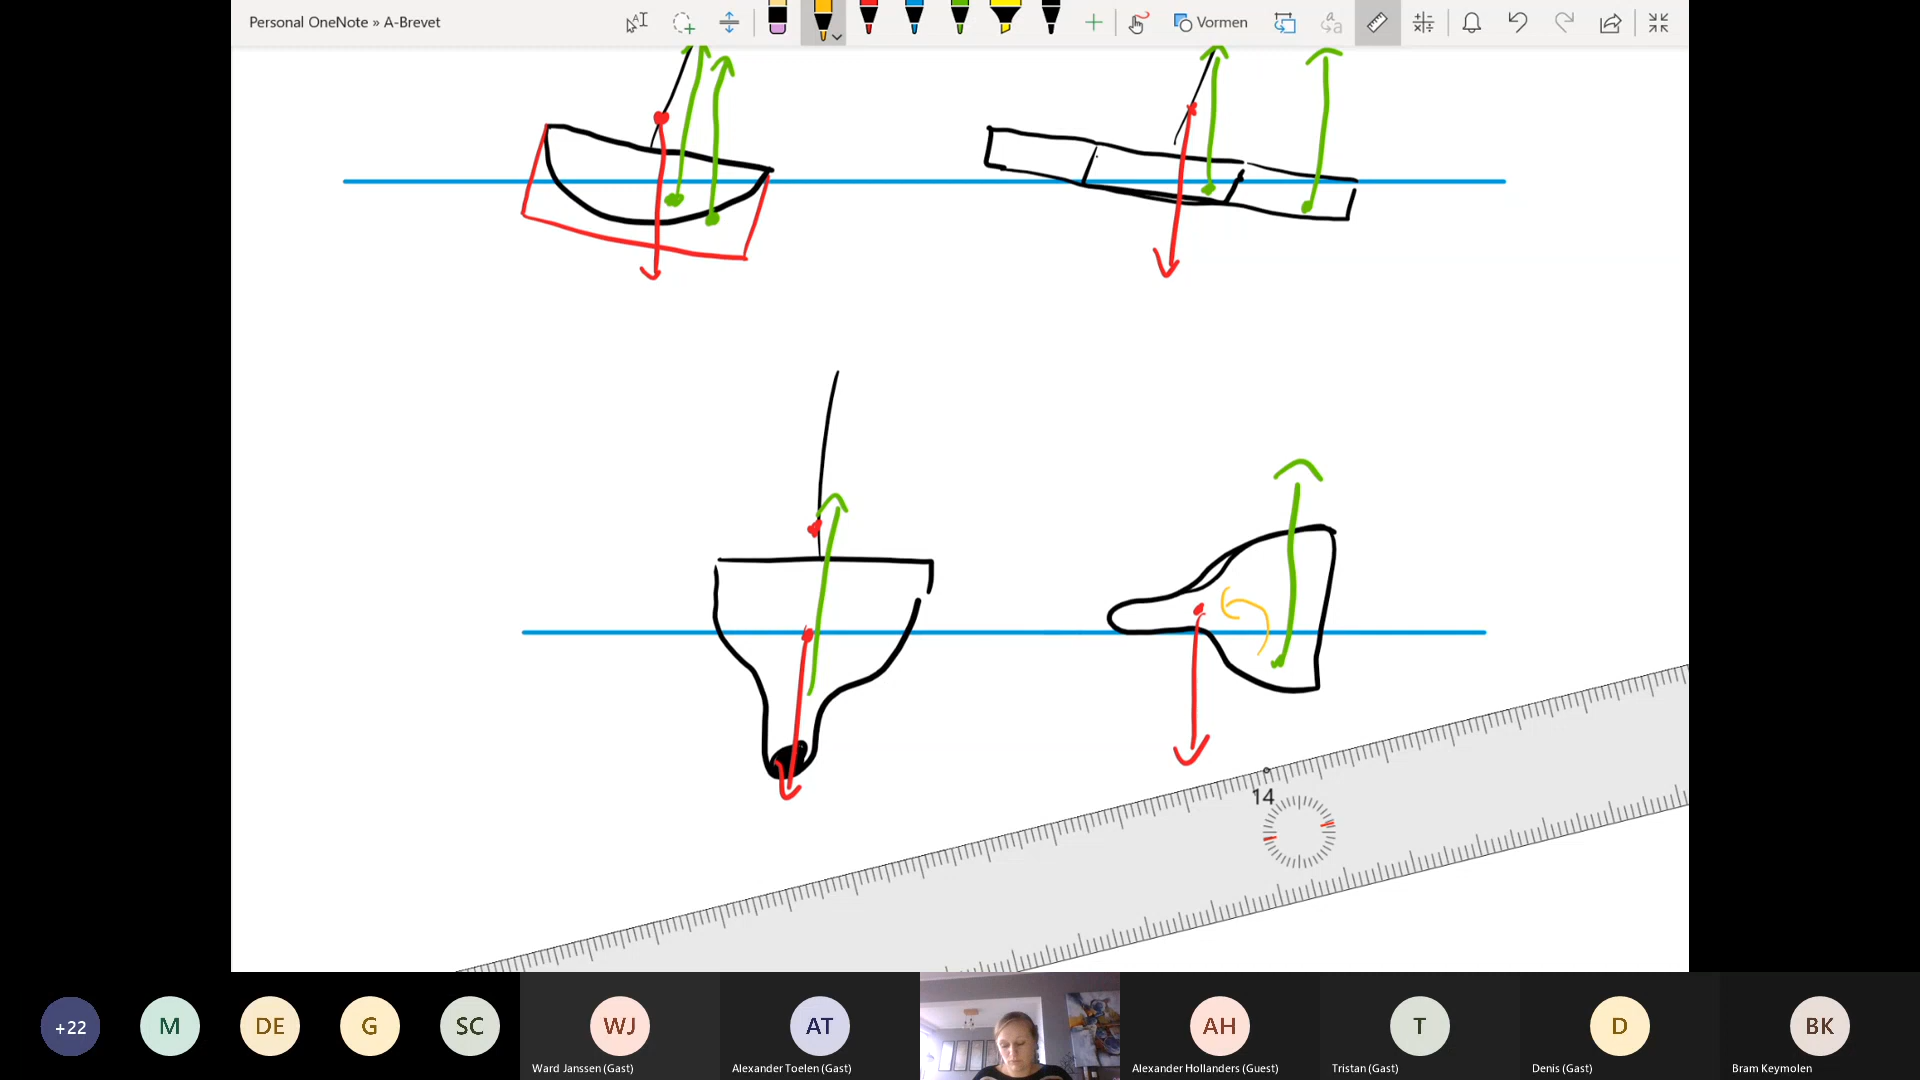 Personal OneNote » A-Brevet
Vormen
14
+22
M
DE
G
SC
WJ
AT
AH
T
D
BK
Ward Janssen (Gast)
Alexander Toelen (Gast)
Alexander Hollanders (Guest)
Tristan (Gast)
Denis (Gast)
Bram Keymolen